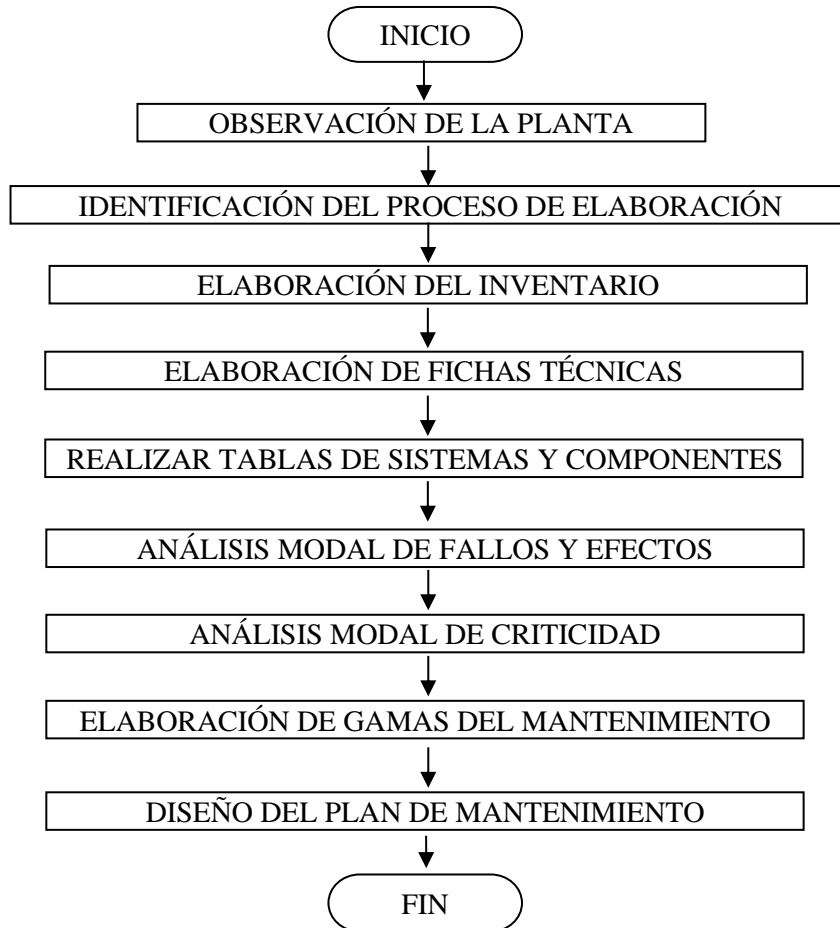 INICIO
OBSERVACIÓN DE LA PLANTA
IDENTIFICACIÓN DEL PROCESO DE ELABORACIÓN
ELABORACIÓN DEL INVENTARIO
ELABORACIÓN DE FICHAS TÉCNICAS
REALIZAR TABLAS DE SISTEMAS Y COMPONENTES
ANÁLISIS MODAL DE FALLOS Y EFECTOS
ANÁLISIS MODAL DE CRITICIDAD
ELABORACIÓN DE GAMAS DEL MANTENIMIENTO
DISEÑO DEL PLAN DE MANTENIMIENTO
FIN